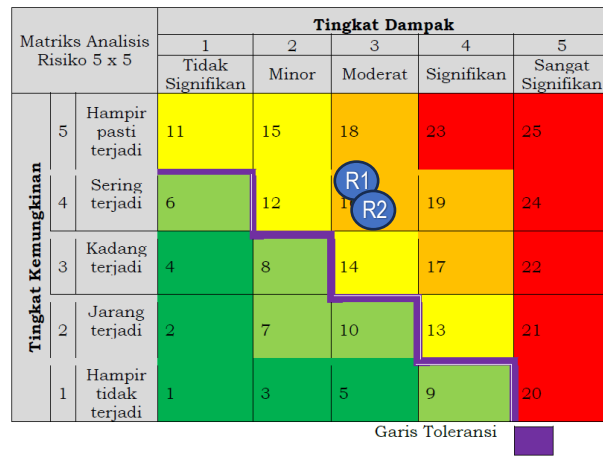 Matriks Analisis
Risiko 5 x 5
Tingkat Dampak
1 2 3 4 5
Tidak
Signifikan
Minor
Moderat
Signifikan
Sangat
Signifikan
Tingkat Kemungkinan
5
Hampir
pasti
terjadi
11 15 18 23 25
4
Sering
terjadi
6 12 19 24
R1
R2
3
Kadang
terjadi
4 8 14 17 22
2
Jarang
terjadi
2 7 10 13 21
1
Hampir
tidak
terjadi
1 3 5 9 20
Garis Toleransi